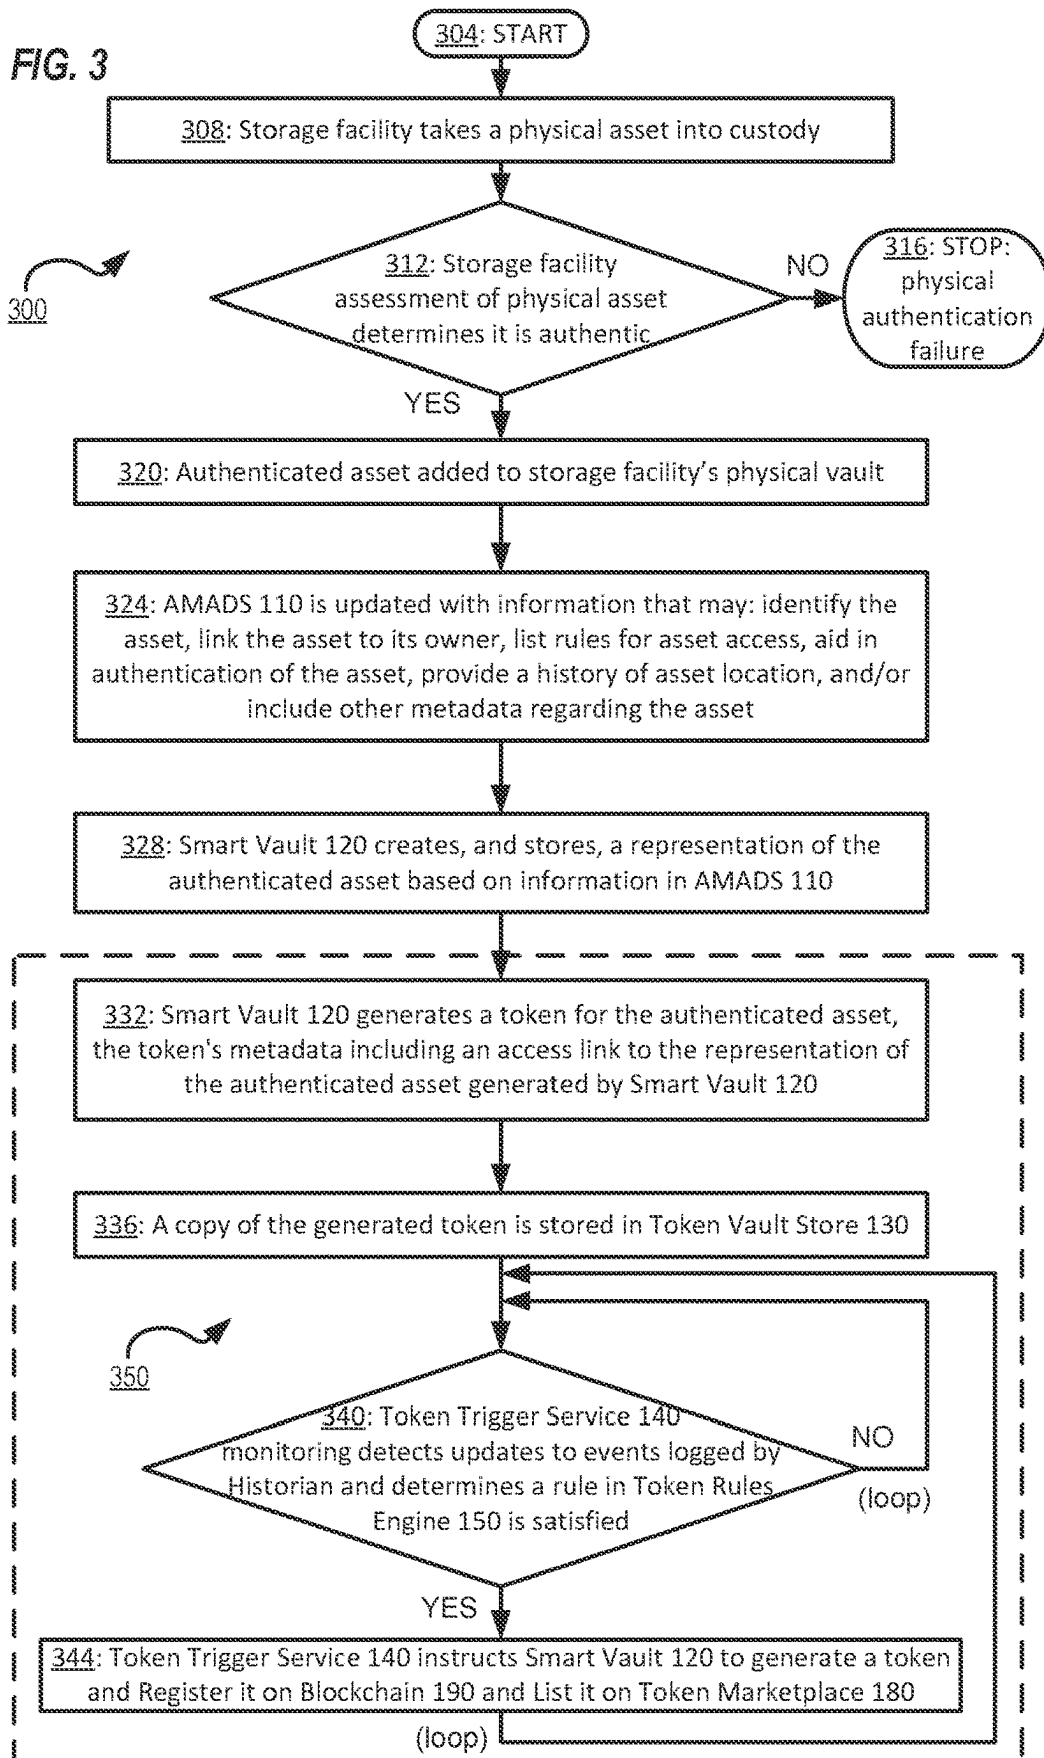 FIG. 3
304: START
308: Storage facility takes a physical asset into custody
300
312: Storage facility
assessment of physical asset
determines it is authentic
NO
316: STOP:
physical
authentication
failure
YES
320: Authenticated asset added to storage facility's physical vault
324: AMADS 110 is updated with information that may: identify the
asset, link the asset to its owner, list rules for asset access, aid in
authentication of the asset, provide a history of asset location, and/or
include other metadata regarding the asset
328: Smart Vault 120 creates, and stores, a representation of the
authenticated asset based on information in AMADS 110
332: Smart Vault 120 generates a token for the authenticated asset,
the token's metadata including an access link to the representation of
the authenticated asset generated by Smart Vault 120
336: A copy of the generated token is stored in Token Vault Store 130
350
340: Token Trigger Service 140
monitoring detects updates to events logged by
Historian and determines a rule in Token Rules
Engine 150 is satisfied
NO
(loop)
YES
344: Token Trigger Service 140 instructs Smart Vault 120 to generate a token
and Register it on Blockchain 190 and List it on Token Marketplace 180
(loop)